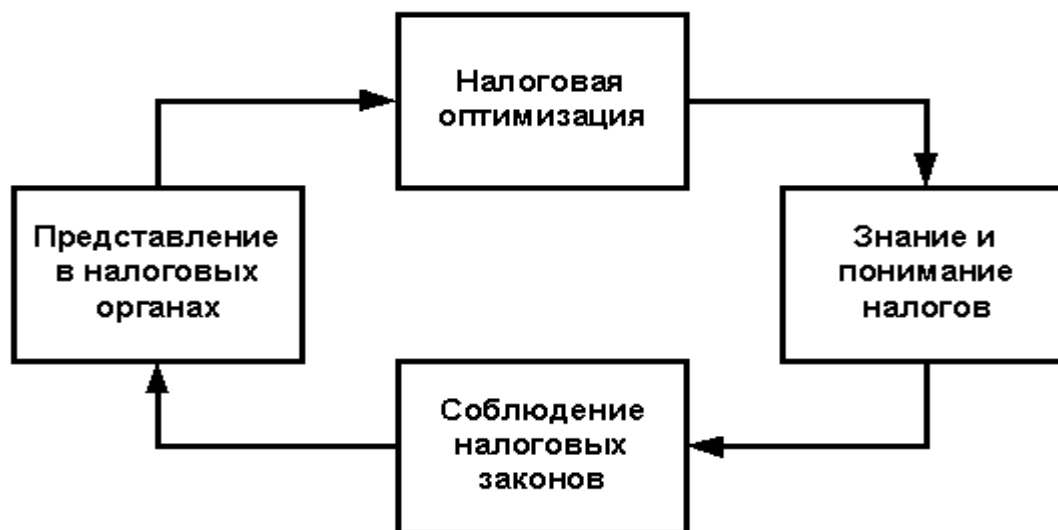 Налоговая
оптимизация
Представление
в налоговых
органах
Знание и
понимание
налогов
Соблюдение
налоговых
законов